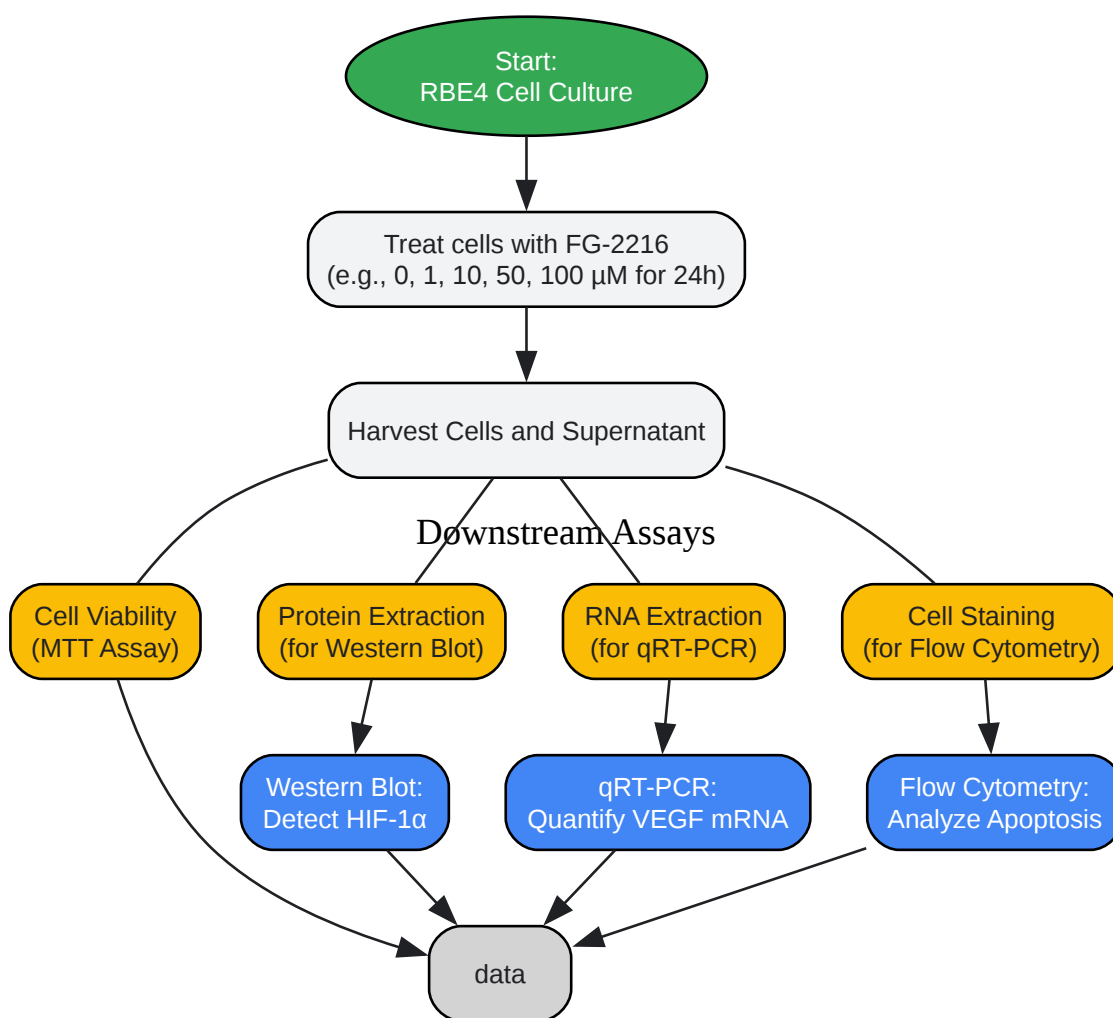 Start:
RBE4 Cell Culture
Treat cells with FG-2216
(e.g., 0, 1, 10, 50, 100 µM for 24h)
Harvest Cells and Supernatant
Downstream Assays
Cell Viability
(MTT Assay)
Protein Extraction
(for Western Blot)
RNA Extraction
(for qRT-PCR)
Cell Staining
(for Flow Cytometry)
Western Blot:
Detect HIF-1α
qRT-PCR:
Quantify VEGF mRNA
Flow Cytometry:
Analyze Apoptosis
data